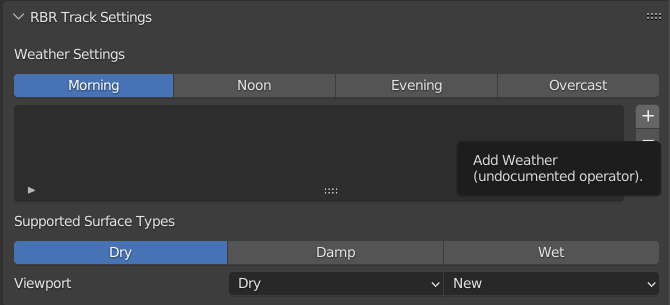 RBR Track Settings
Weather Settings
Morning Noon Evening Overcast
Add Weather
(undocumented operator).
Supported Surface Types
Dry Damp Wet
Viewport Dry New